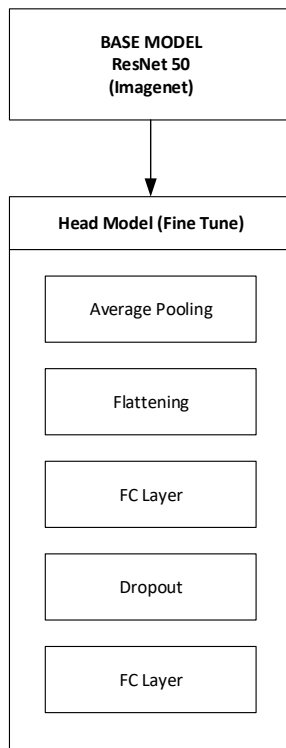 BASE MODEL
ResNet 50
(Imagenet)
Head Model (Fine Tune)
Average Pooling
Flattening
FC Layer
Dropout
FC Layer